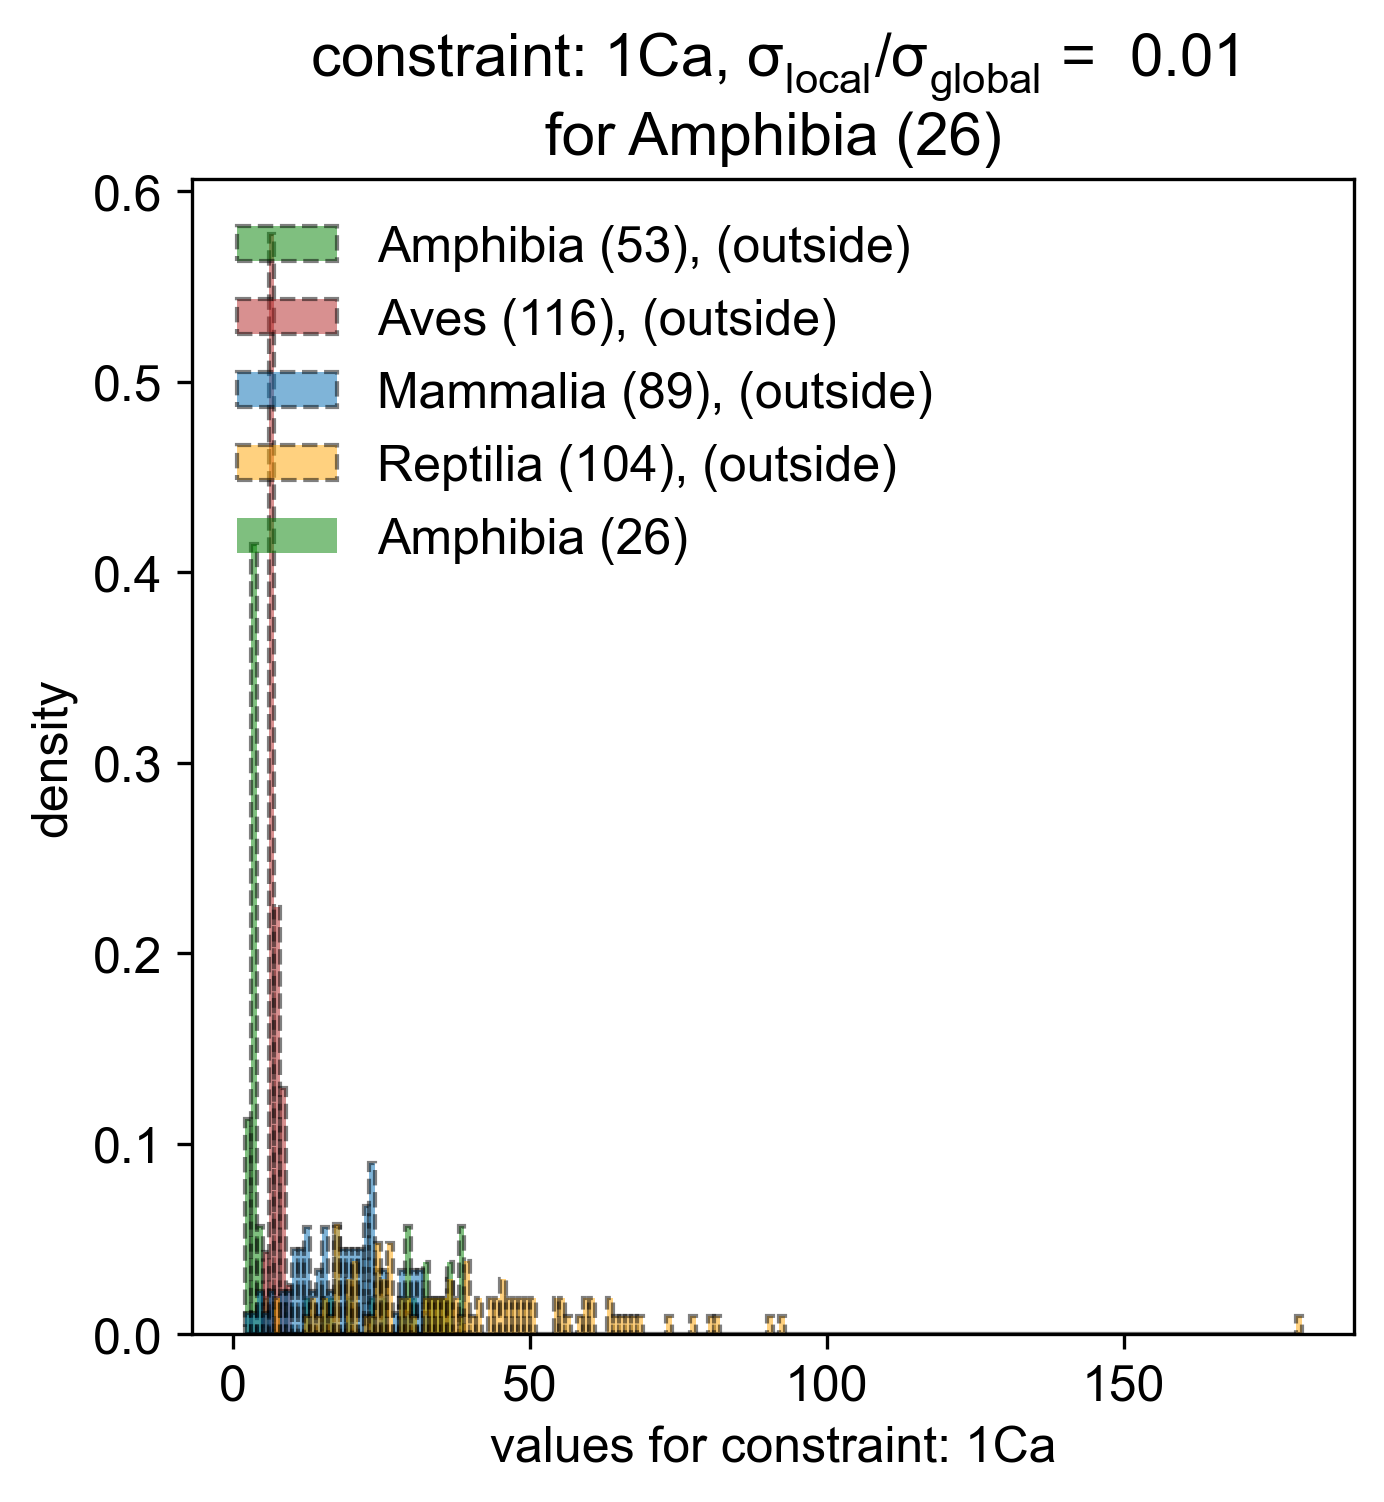 constraint: 1Ca, σlocal/σglobal = 0.01
for Amphibia (26)
0.6
0.5
0.4
0.3
0.2
0.1
0.0
density
Amphibia (53), (outside)
Aves (116), (outside)
Mammalia (89), (outside)
Reptilia (104), (outside)
Amphibia (26)
0 50 100 150
values for constraint: 1Ca